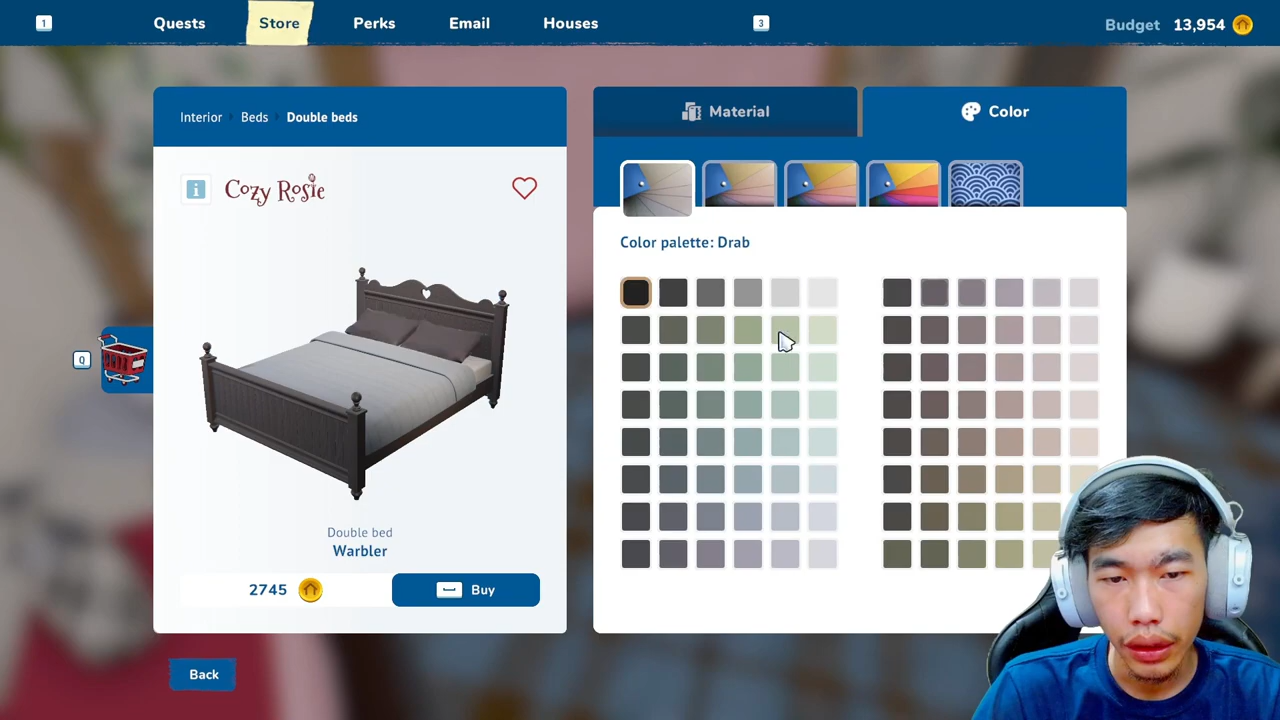 1
Quests
Store
Perks
Email
Houses
3
Budget 13,954
Interior
Beds
Double beds
Cozy Rosie
Q
Double bed
Warbler
2745
Buy
Back
Material
Color
Color palette: Drab